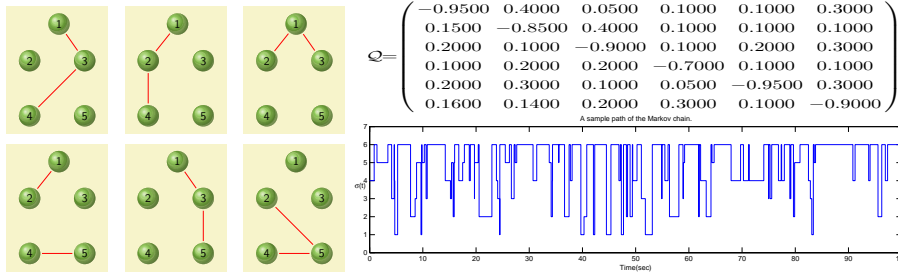 1
2 3
4 5
1
2 3
4 5
1
2 3
4 5
1
2 3
4 5
1
2 3
4 5
1
2 3
4 5
−0.9500 0.4000 0.0500 0.1000 0.1000 0.3000
0.1500 −0.8500 0.4000 0.1000 0.1000 0.1000
Q= 0.2000 0.1000 −0.9000 0.1000 0.2000 0.3000
0.1000 0.2000 0.2000 −0.7000 0.1000 0.1000
0.2000 0.3000 0.1000 0.0500 −0.9500 0.3000
0.1600 0.1400 0.2000 0.3000 0.1000 −0.9000
A sample path of the Markov chain.
7
6
5
4
σ(t)
3
2
1
0
0 10 20 30 40 50 60 70 80 90 100
Time(sec)